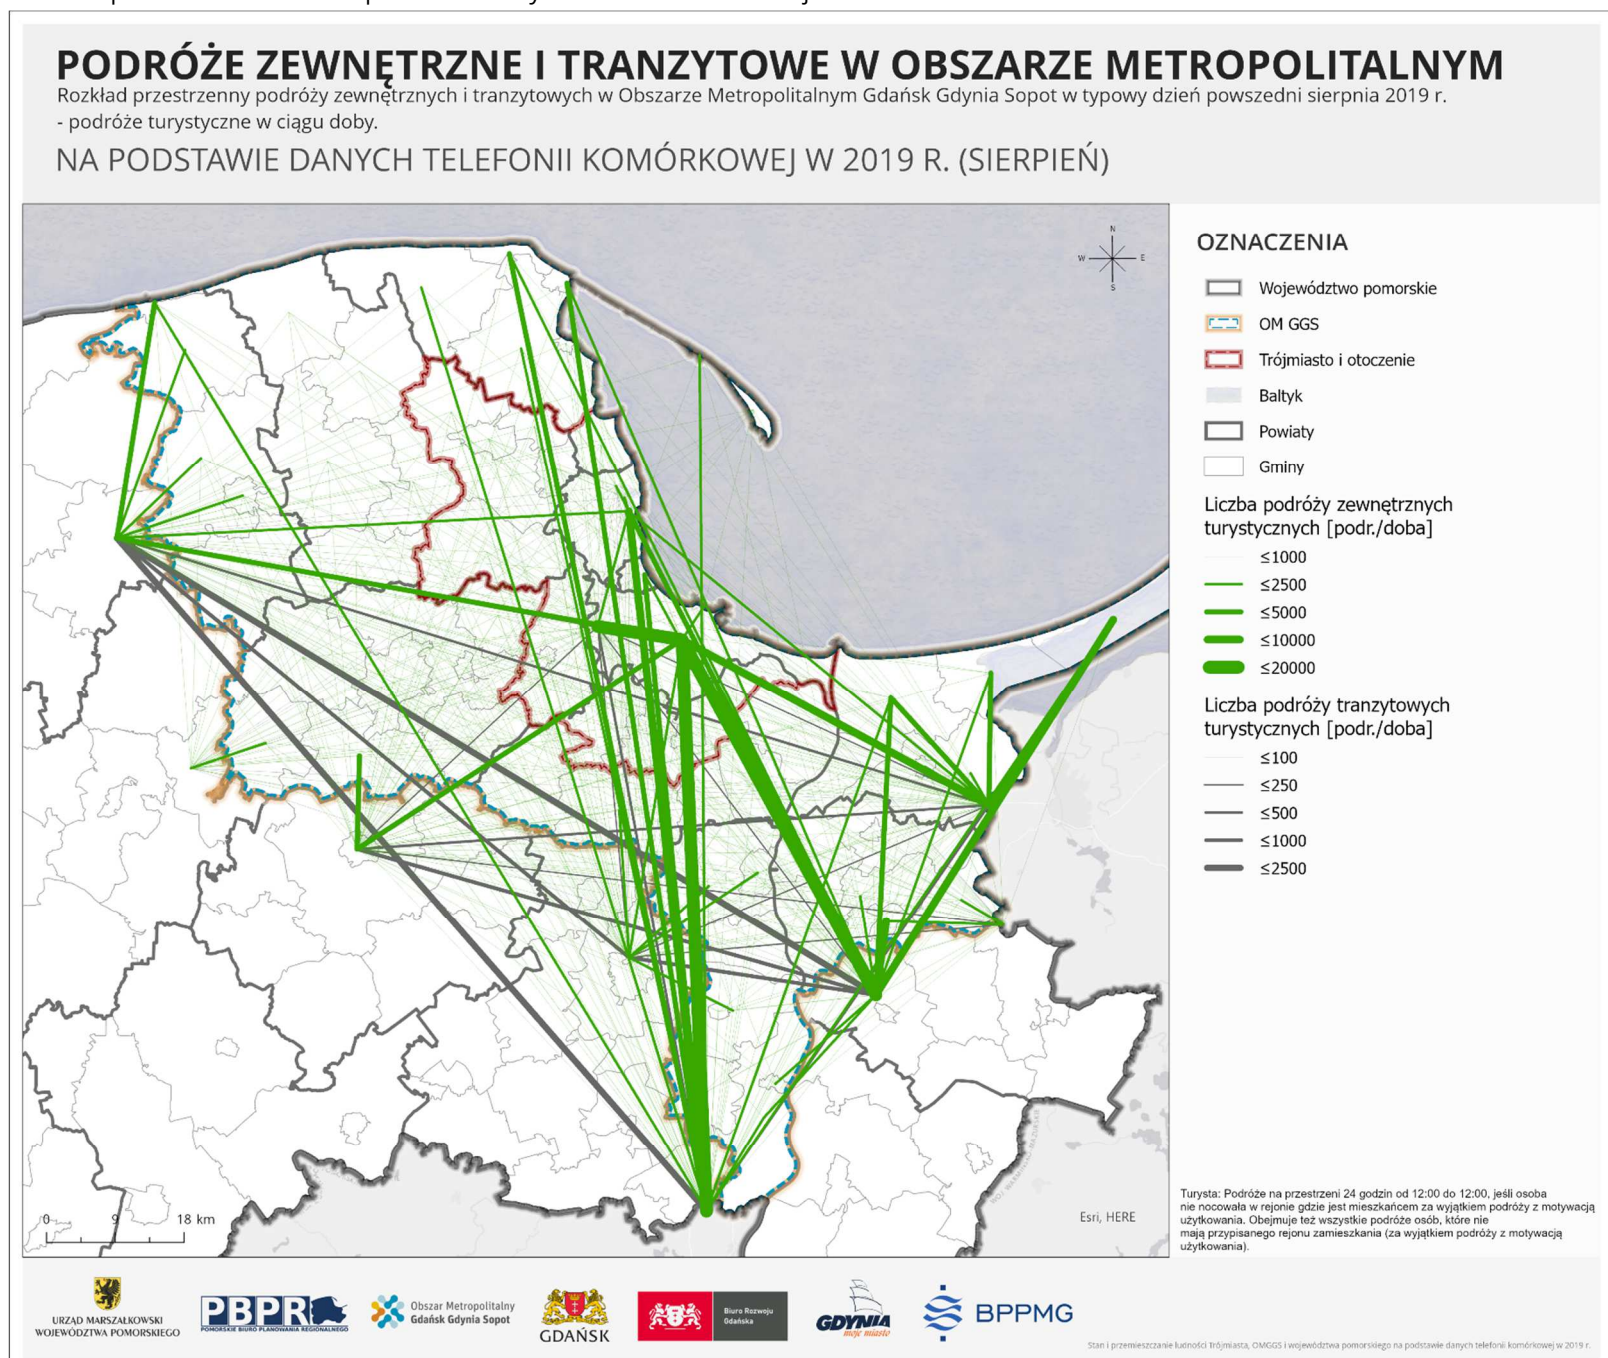 PODRÓŻE ZEWNĘTRZNE I TRANZYTOWE W OBSZARZE METROPOLITALNYM
Rozkład przestrzenny podróży zewnętrznych i tranzytowych w Obszarze Metropolitalnym Gdańsk Gdynia Sopot w typowy dzień powszedni sierpnia 2019 r.
- podróże turystyczne w ciągu doby.
NA PODSTAWIE DANYCH TELEFONII KOMÓRKOWEJ W 2019 R. (SIERPIEŃ)
N
W E
S
0 9 18 km
Esri, HERE
OZNACZENIA
Województwo pomorskie
OM GGS
Trójmiasto i otoczenie
Bałtyk
Powiaty
Gminy
Liczba podróży zewnętrznych
turystycznych [podr./doba]
≤1000
≤2500
≤5000
≤10000
≤20000
Liczba podróży tranzytowych
turystycznych [podr./doba]
≤100
≤250
≤500
≤1000
≤2500
Turysta: Podróże na przestrzeni 24 godzin od 12:00 do 12:00, jeśli osoba
nie nocowała w rejonie gdzie jest mieszkańcem za wyjątkiem podróży z motywacją
użytkowania. Obejmuje też wszystkie podróże osób, które nie
mają przypisanego rejonu zamieszkania (za wyjątkiem podróży z motywacją
użytkowania).
URZĄD MARSZAŁKOWSKI
WOJEWÓDZTWA POMORSKIEGO
PBPR
POMORSKIE BIURO PLANOWANIA REGIONALNEGO
Obszar Metropolitalny
Gdańsk Gdynia Sopot
GDAŃSK
Biuro Rozwoju
Gdańska
GDYNIA
moje miasto
BPPMG
Stan i przemieszczanie ludności Trójmiasta, OMGGS i województwa pomorskiego na podstawie danych telefonii komórkowej w 2019 r.